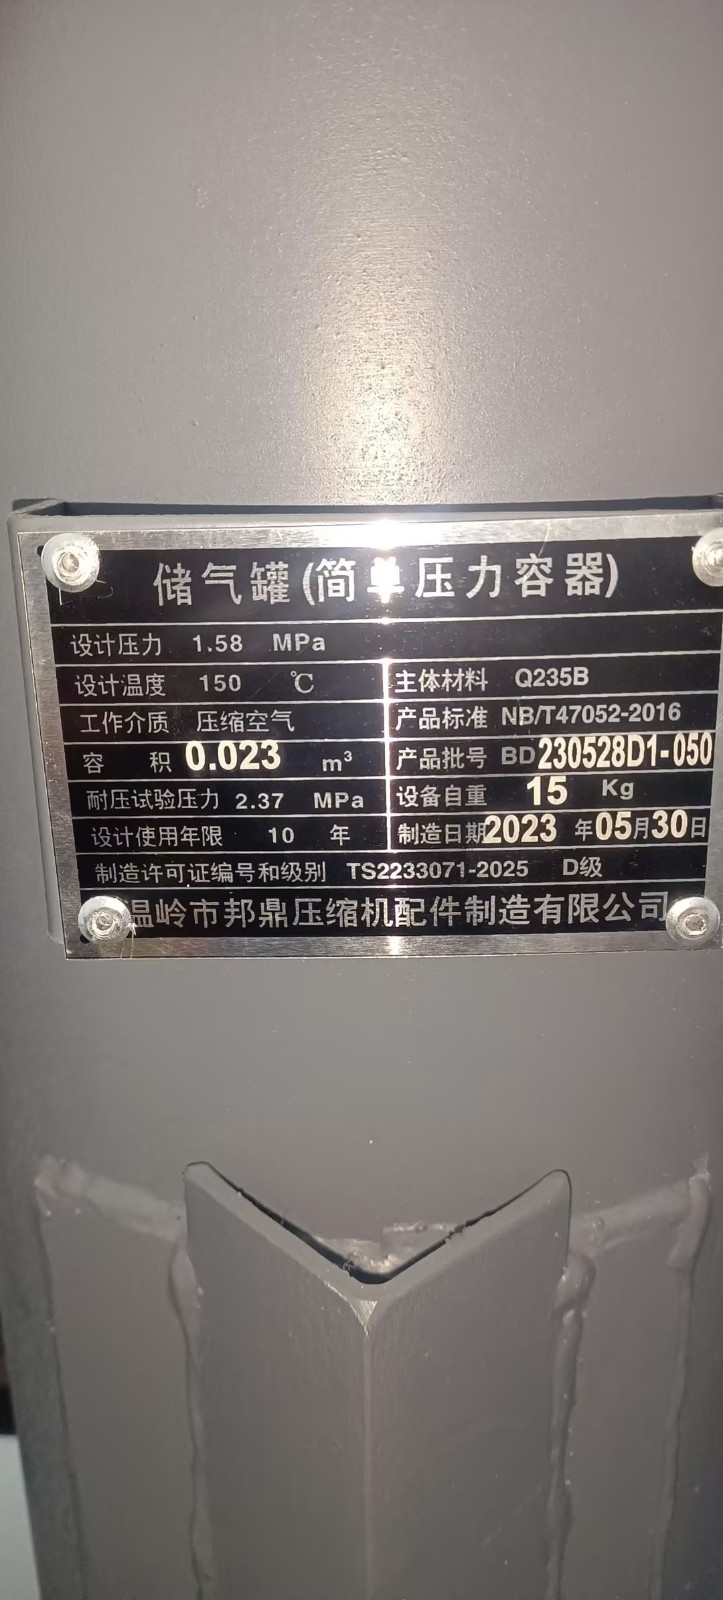 储气罐(简单压力容器)
设计压力 1.58 MPa
设计温度 150 ℃ 主体材料 Q235B
工作介质 压缩空气 产品标准 NB/T47052-2016
容 积 0.023 m³ 产品批号 BD230528D1-050
耐压试验压力 2.37 MPa 设备自重 15 Kg
设计使用年限 10 年 制造日期2023 年05月30日
制造许可证编号和级别 TS2233071-2025 D级
温岭市邦鼎压缩机配件制造有限公司